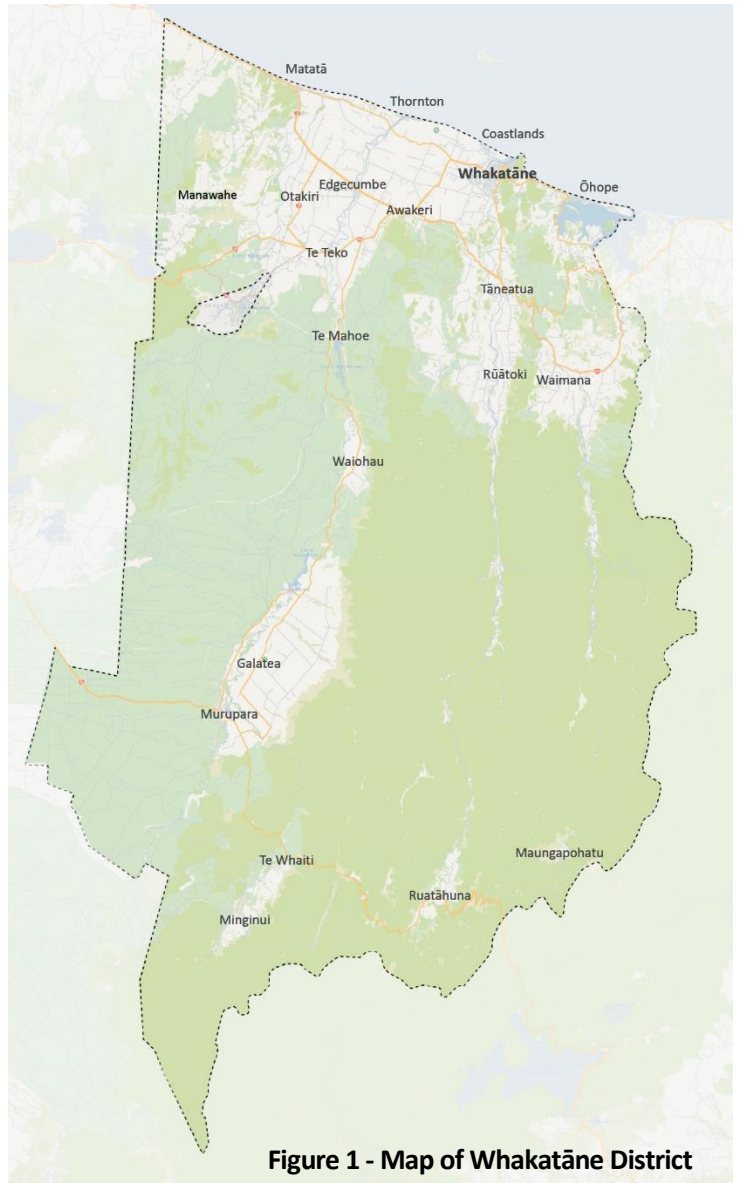 Matatā
Thornton
Coastlands
Whakatāne
Ōhope
Manawahe
Otakiri
Edgecumbe
Awakeri
Te Teko
Tāneatua
Te Mahoe
Rūātoki
Waimana
Waiohau
Galatea
Murupara
Te Whaiti
Maungapohatu
Ruatāhuna
Minginui
Figure 1 - Map of Whakatāne District